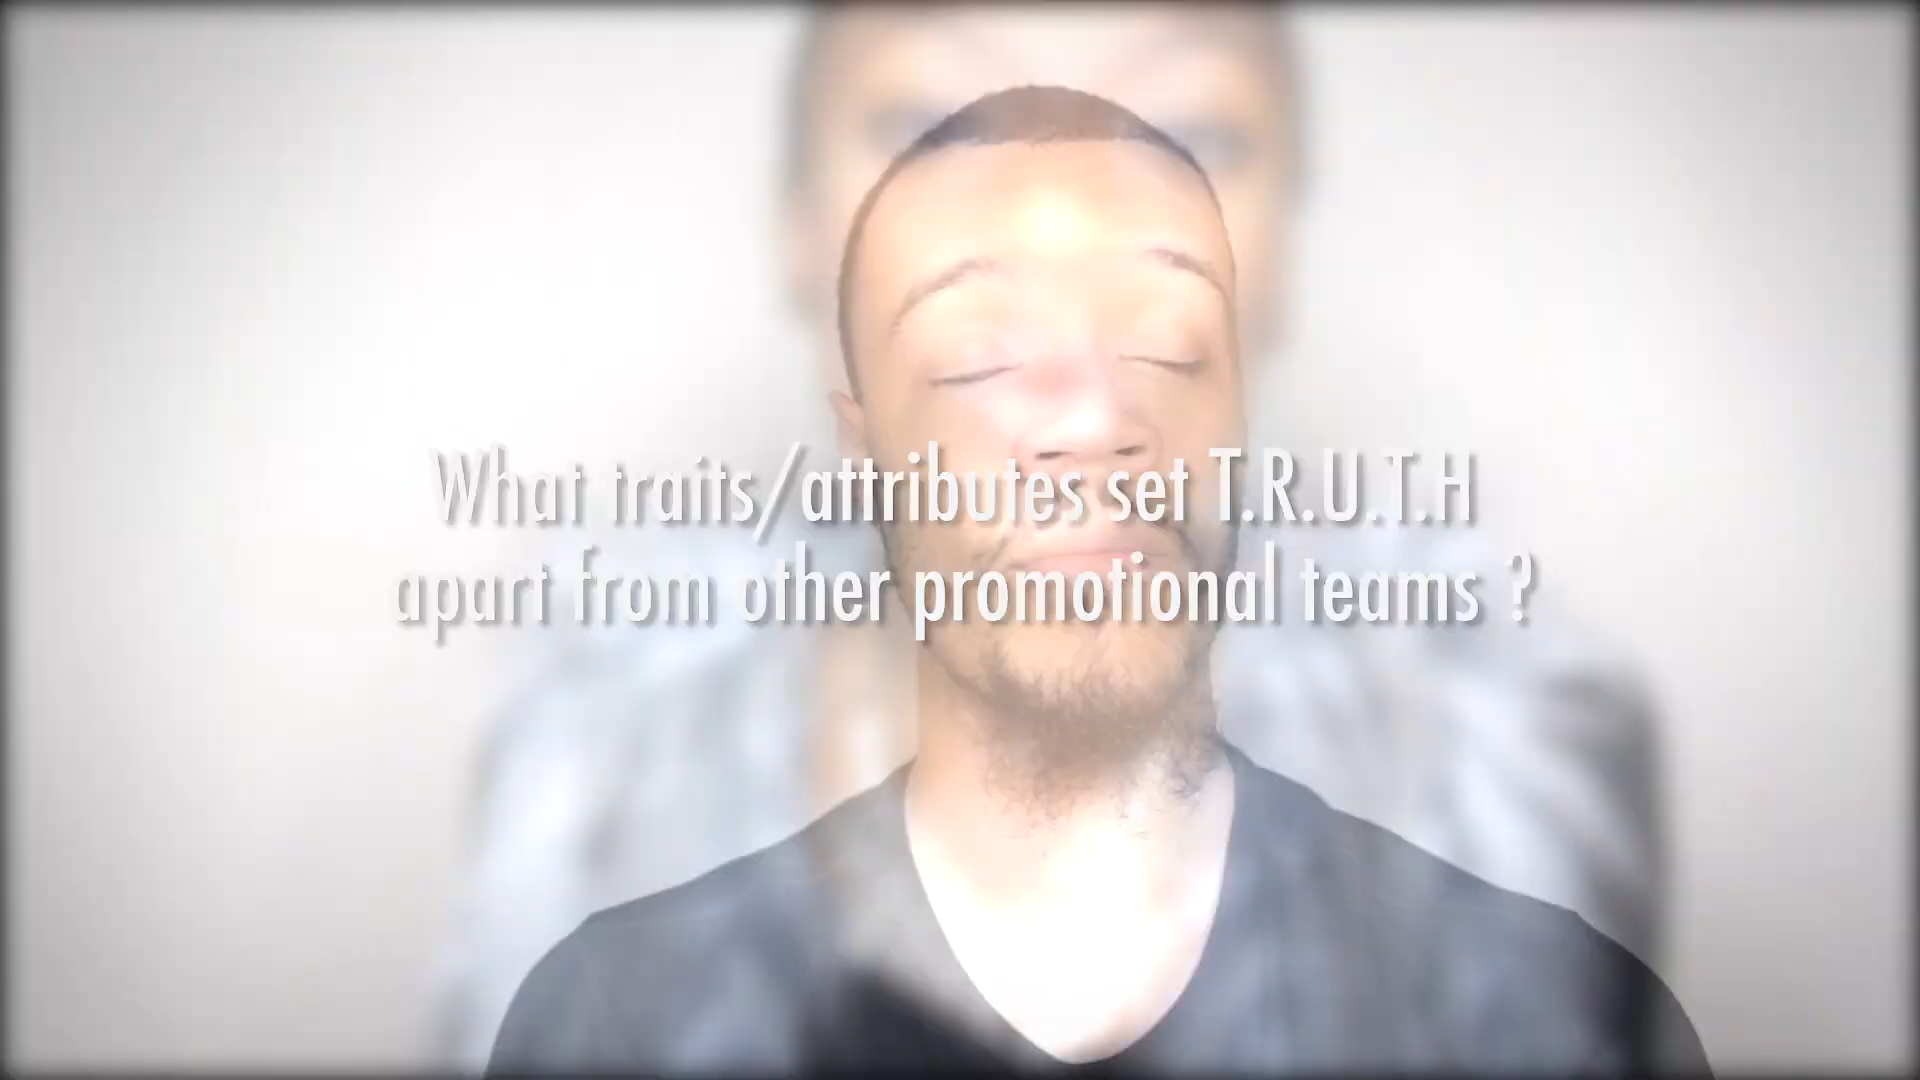 What traits/attributes set T.R.U.T.H
apart from other promotional teams ?